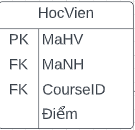 HocVien
PK MaHV
FK MaNH
FK CourseID
Điểm